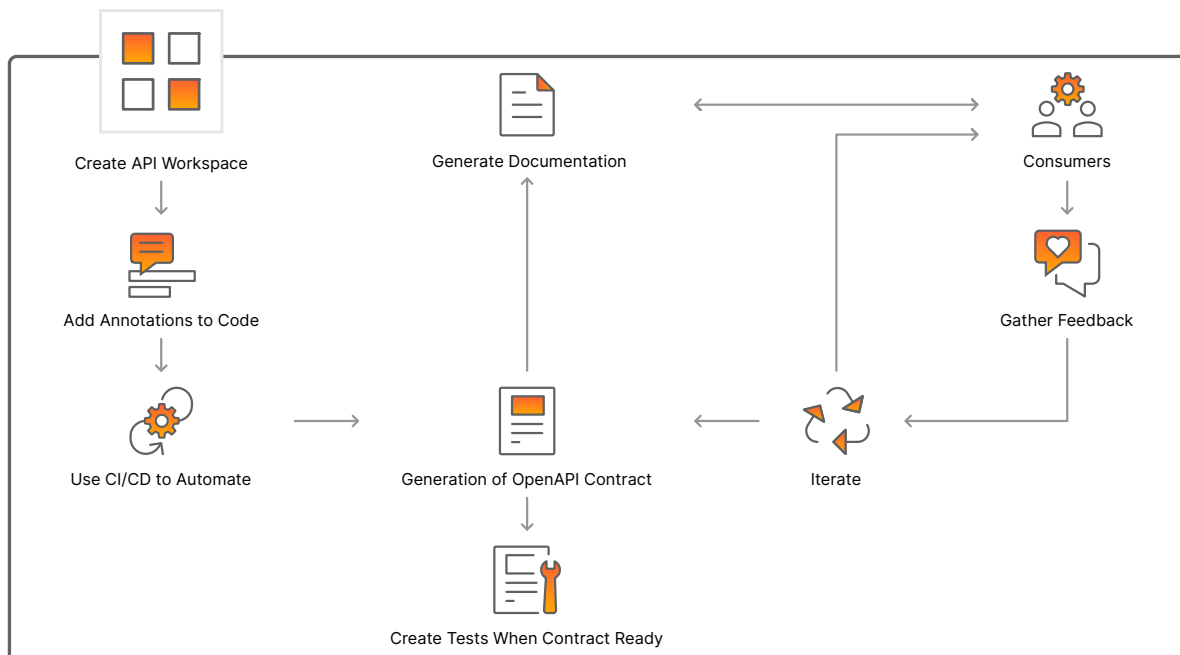 Create API Workspace
Generate Documentation
Consumers
Add Annotations to Code
Gather Feedback
Use CI/CD to Automate
Generation of OpenAPI Contract
Iterate
Create Tests When Contract Ready